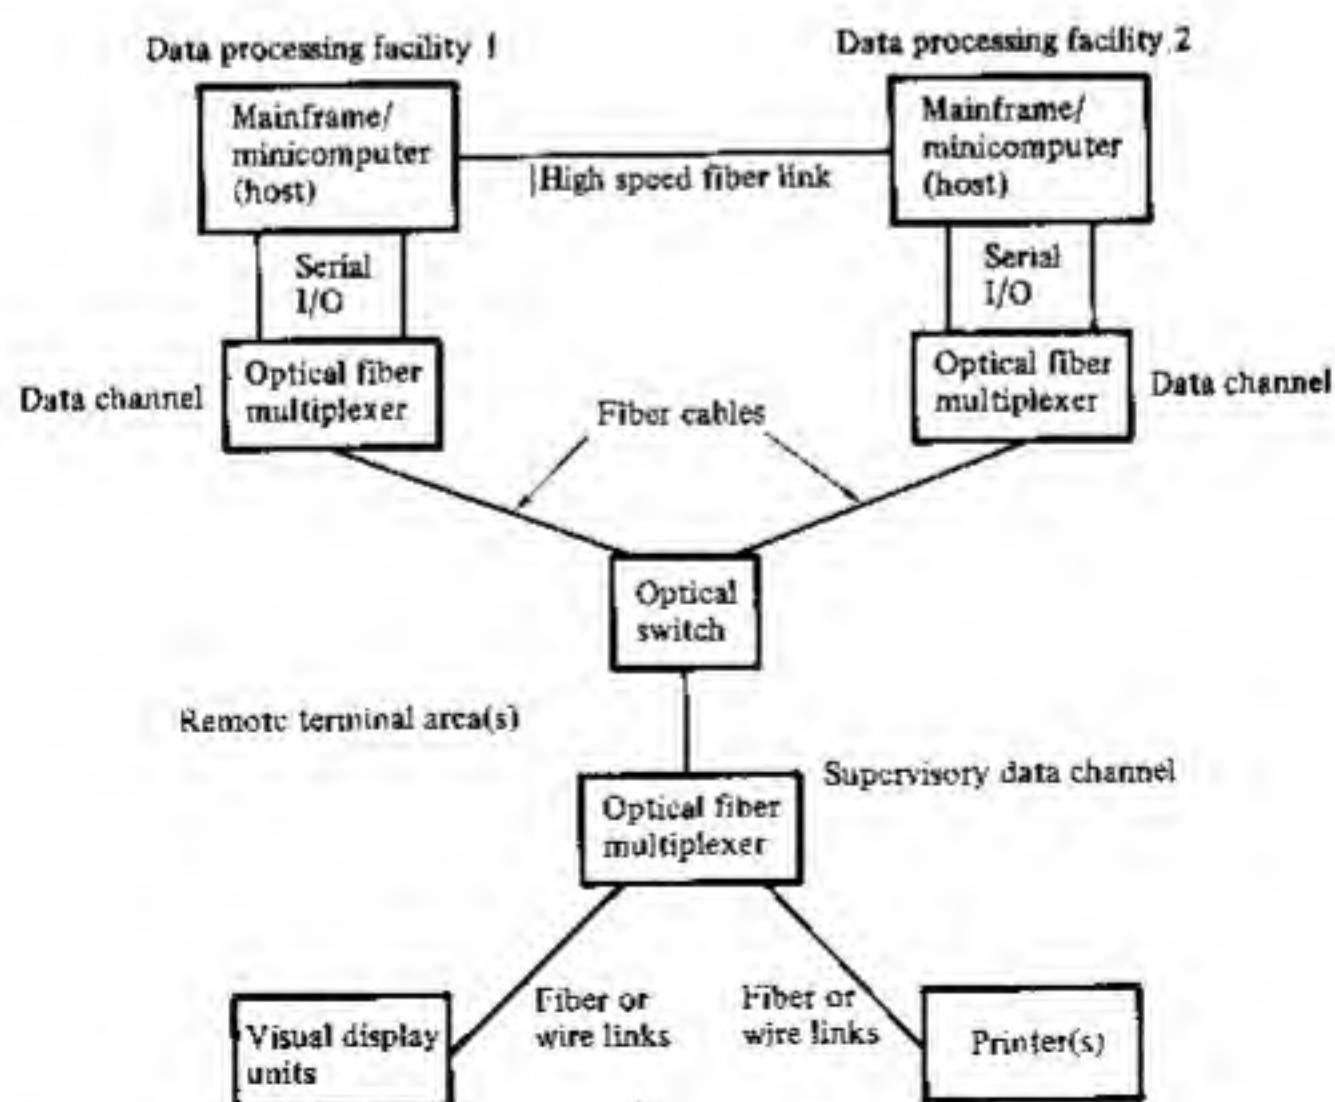 Data processing facility 1
Data processing facility 2
Mainframe/
minicomputer
(host)
High speed fiber link
Mainframe/
minicomputer
(host)
Serial
I/O
Serial
I/O
Data channel
Optical fiber
multiplexer
Fiber cables
Optical fiber
multiplexer
Data channel
Optical
switch
Remote terminal area(s)
Optical fiber
multiplexer
Supervisory data channel
Visual display
units
Fiber or
wire links
Fiber or
wire links
Printer(s)